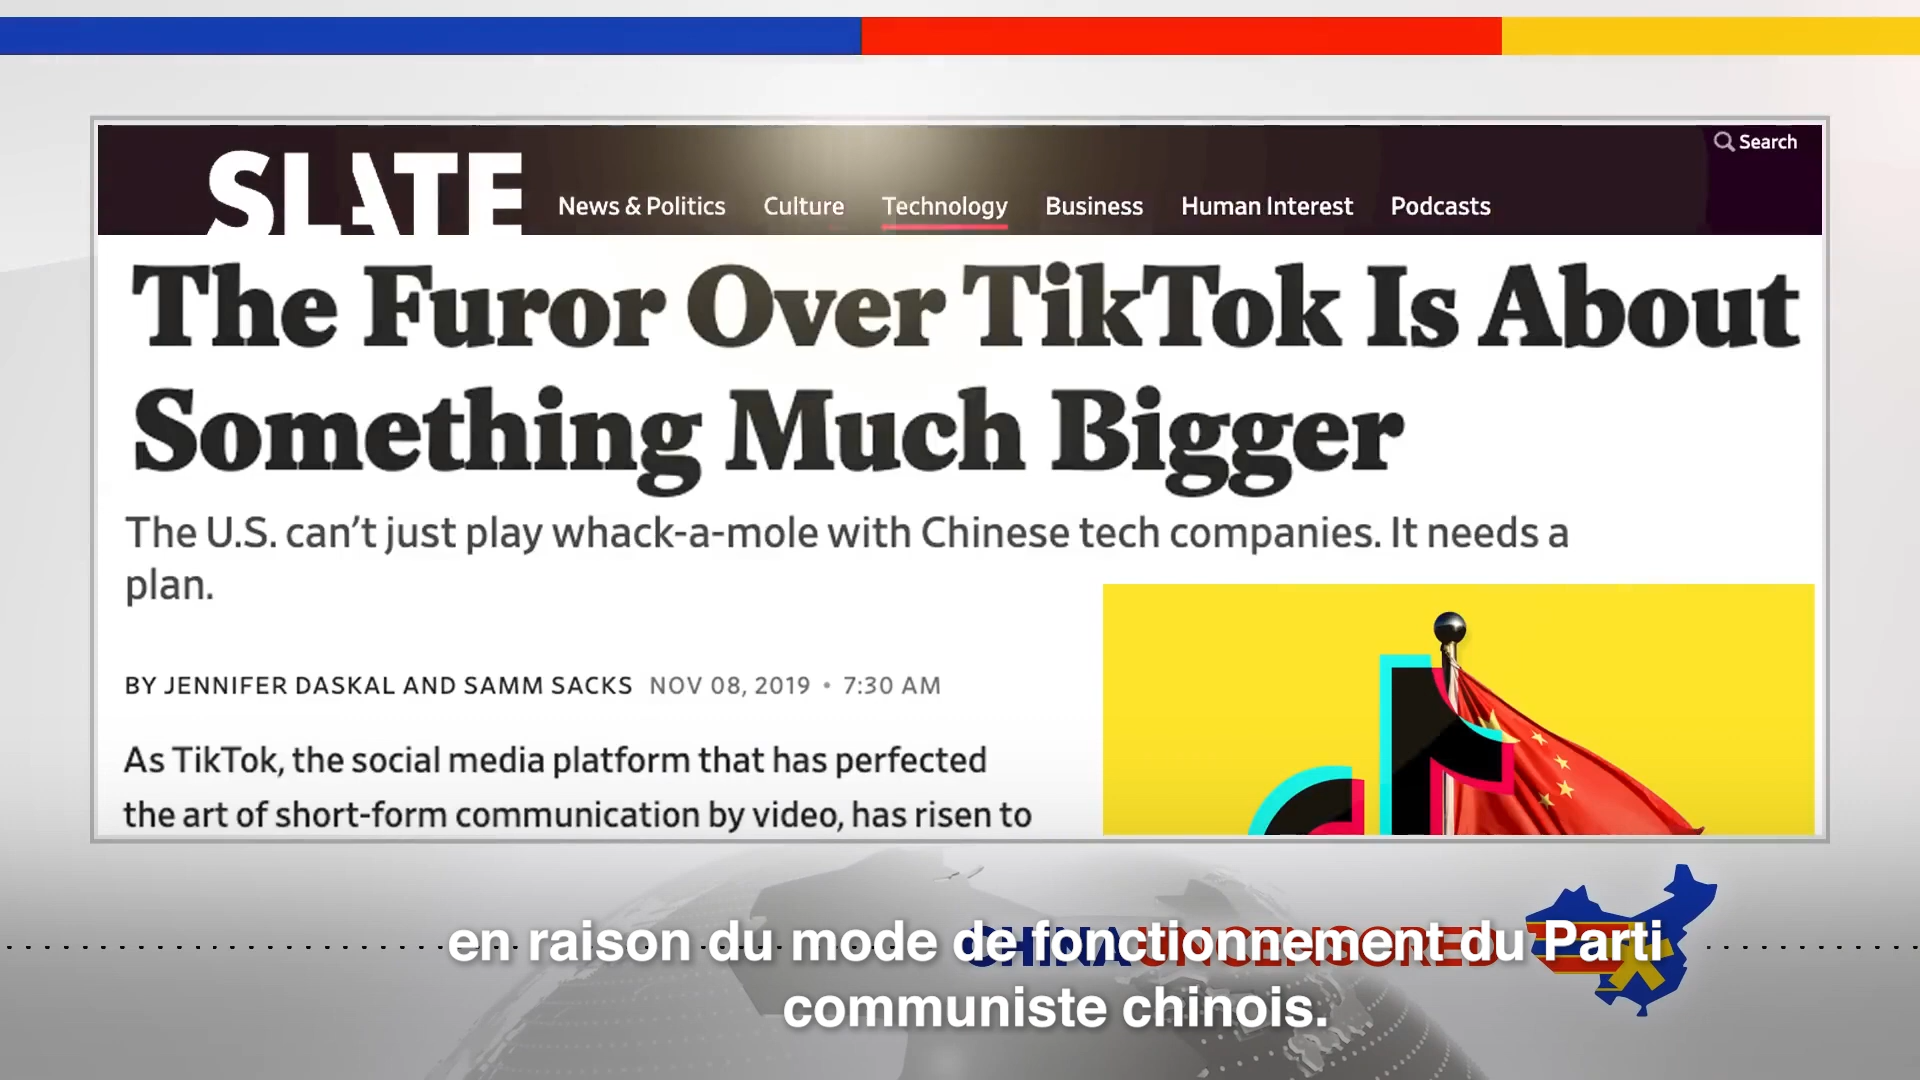 SLATE
News & Politics Culture Technology Business Human Interest Podcasts
Search
The Furor Over TikTok Is About
Something Much Bigger
The U.S. can't just play whack-a-mole with Chinese tech companies. It needs a
plan.
BY JENNIFER DASKAL AND SAMM SACKS NOV 08, 2019 • 7:30 AM
As TikTok, the social media platform that has perfected
the art of short-form communication by video, has risen to
CHINA UNCENSORED
en raison du mode de fonctionnement du Parti
communiste chinois.